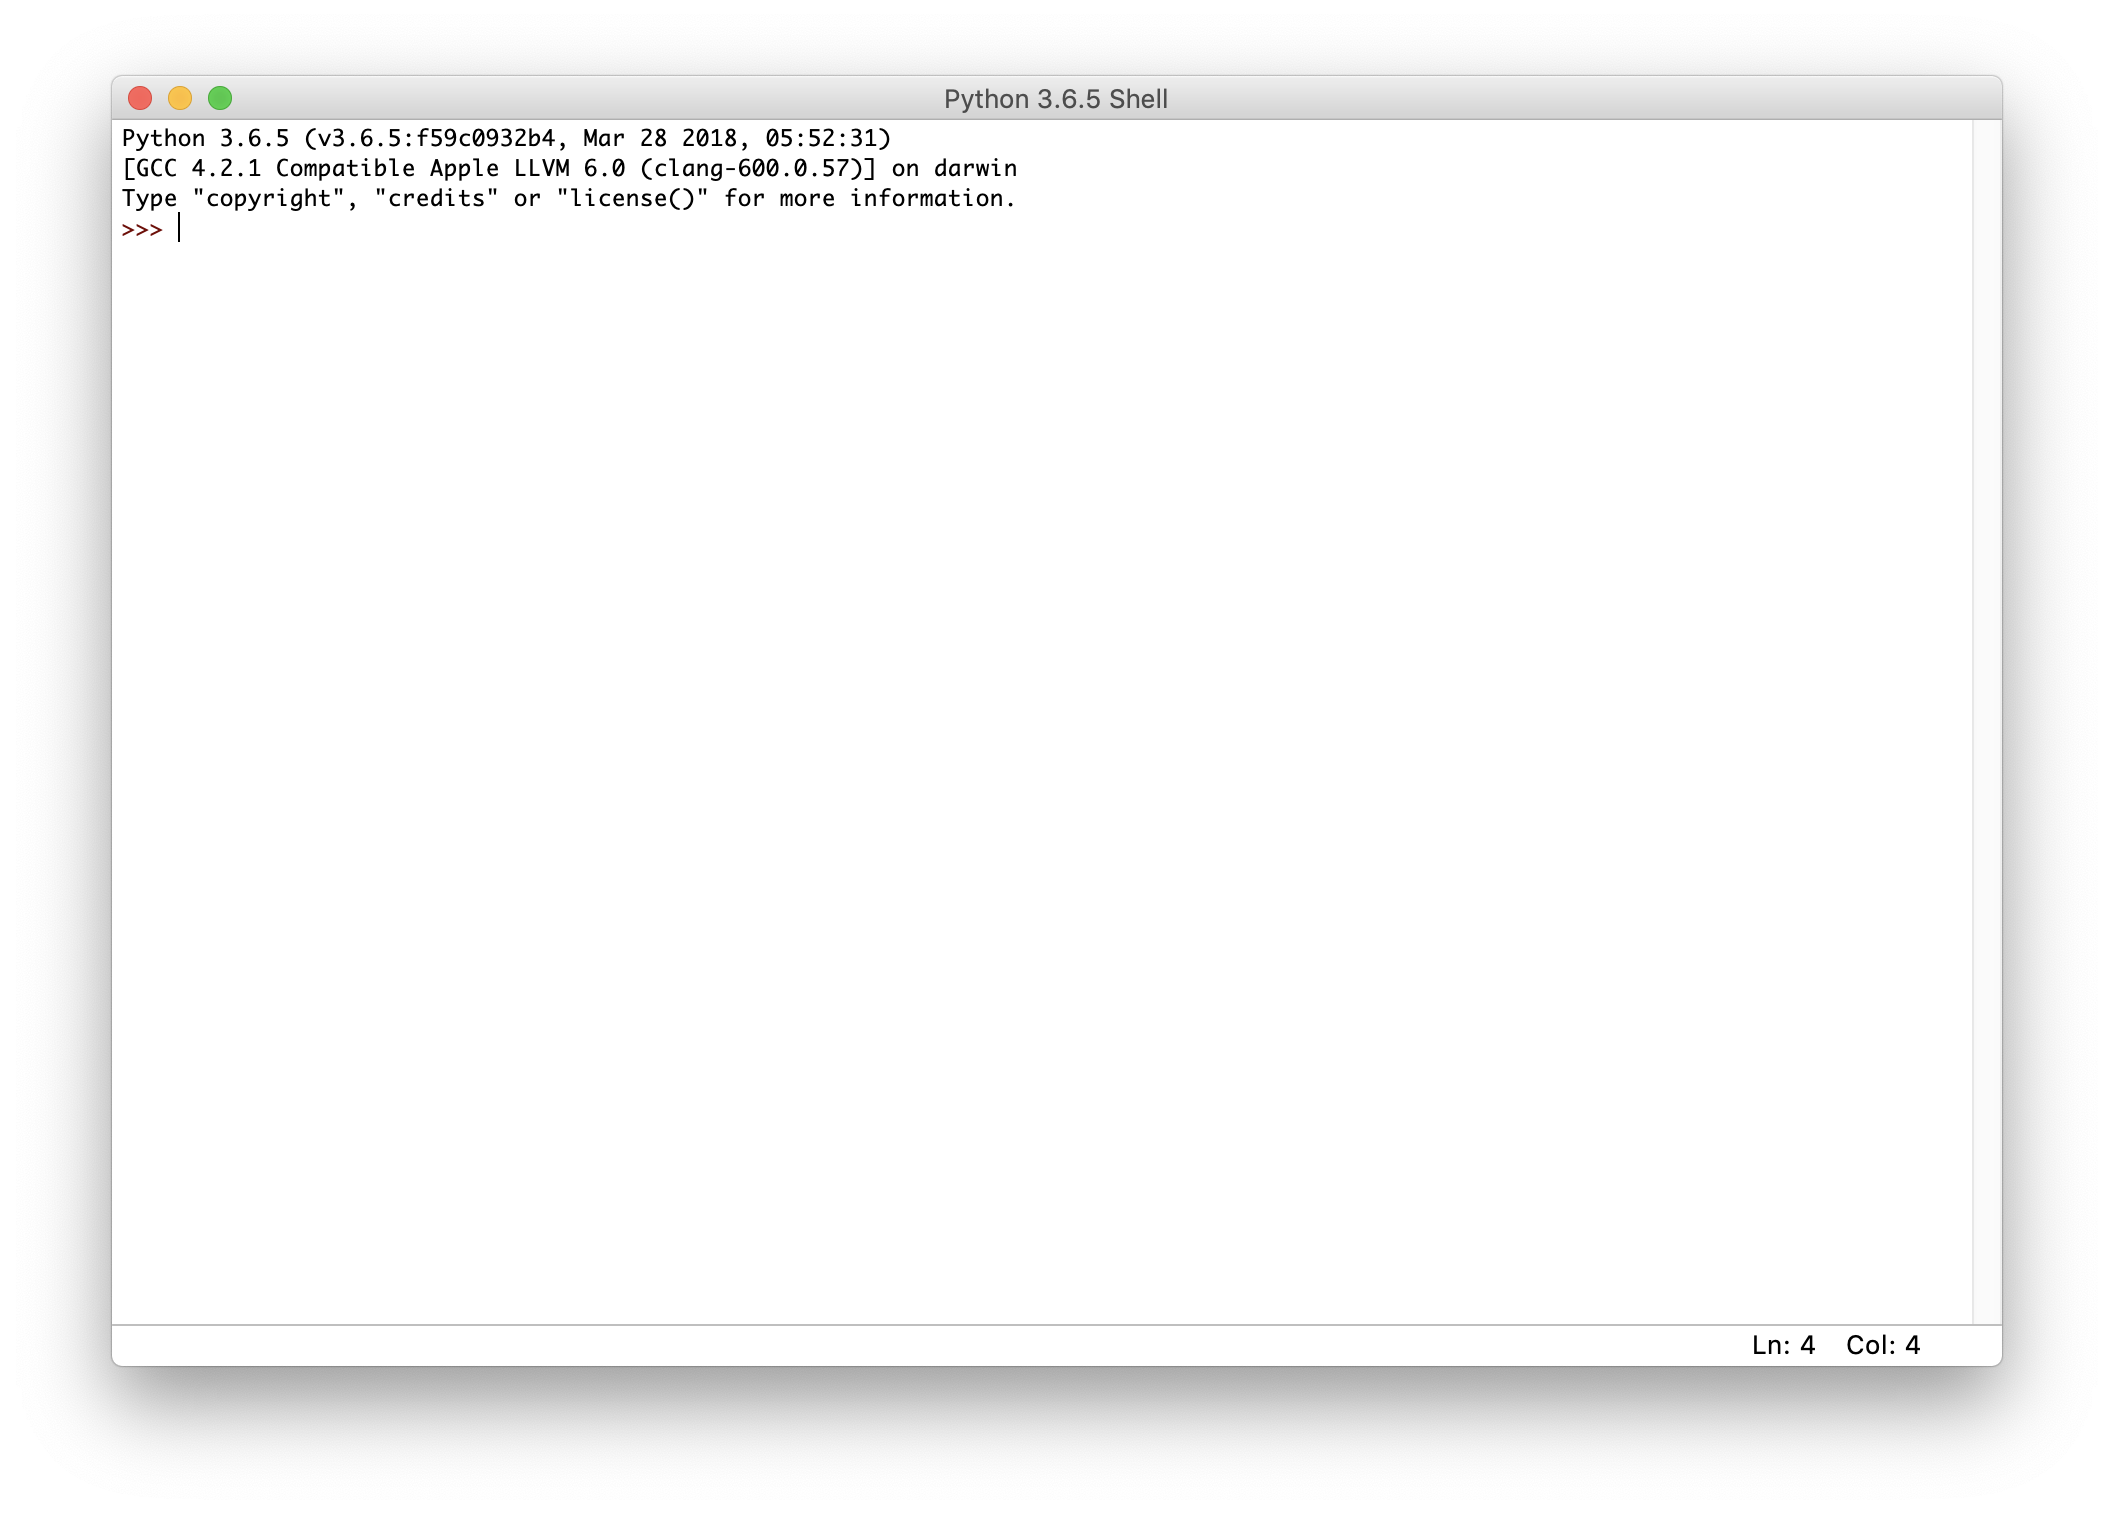 Python 3.6.5 Shell
Python 3.6.5 (v3.6.5:f59c0932b4, Mar 28 2018, 05:52:31)
[GCC 4.2.1 Compatible Apple LLVM 6.0 (clang-600.0.57)] on darwin
Type "copyright", "credits" or "license()" for more information.
>>>
Ln: 4 Col: 4